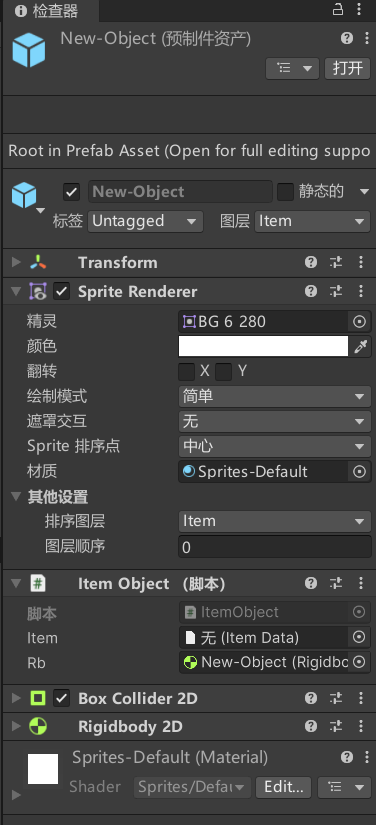 检查器
New-Object (预制件资产)
打开
Root in Prefab Asset (Open for full editing suppo
New-Object 静态的
标签 Untagged 图层 Item
Transform
Sprite Renderer
精灵 BG 6 280
颜色
翻转 X Y
绘制模式 简单
遮罩交互 无
Sprite 排序点 中心
材质 Sprites-Default
其他设置
排序图层 Item
图层顺序 0
Item Object （脚本）
脚本 ItemObject
Item 无 (Item Data)
Rb New-Object (Rigidbo
Box Collider 2D
Rigidbody 2D
Sprites-Default (Material)
Shader Sprites/Defau Edit...